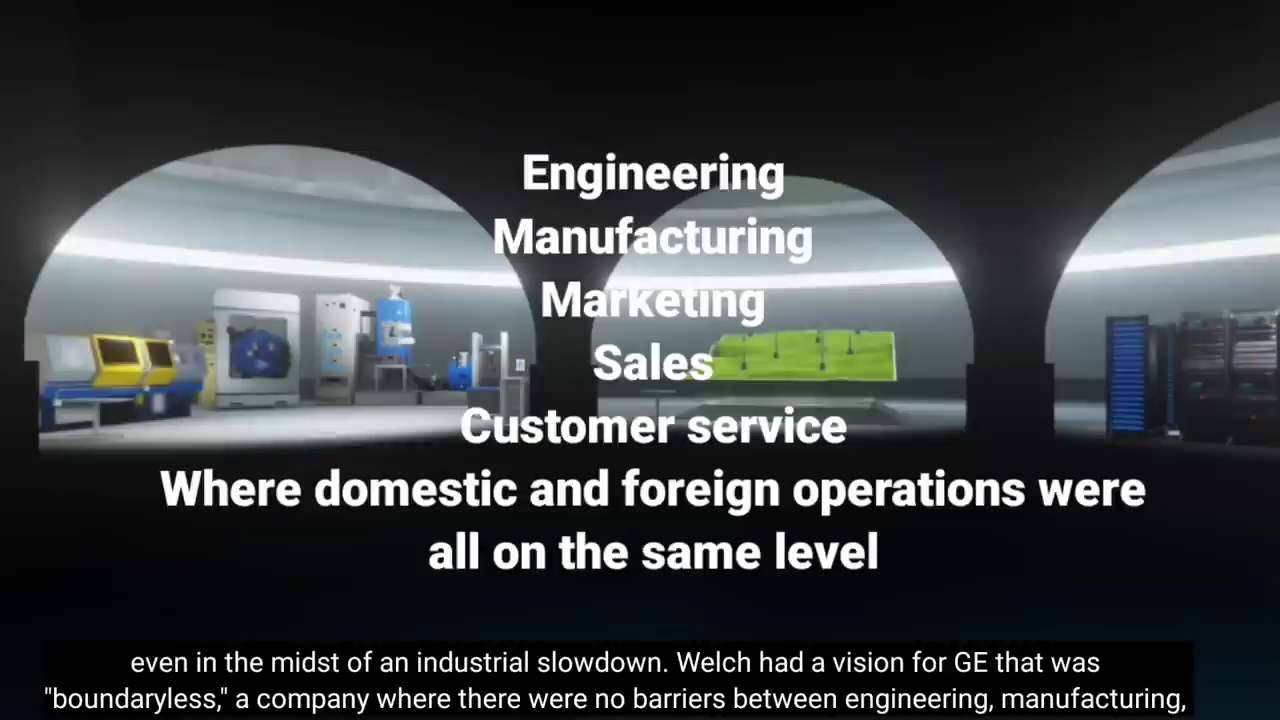 Engineering
Manufacturing
Marketing
Sales
Customer service
Where domestic and foreign operations were
all on the same level
even in the midst of an industrial slowdown. Welch had a vision for GE that was
"boundaryless," a company where there were no barriers between engineering, manufacturing,